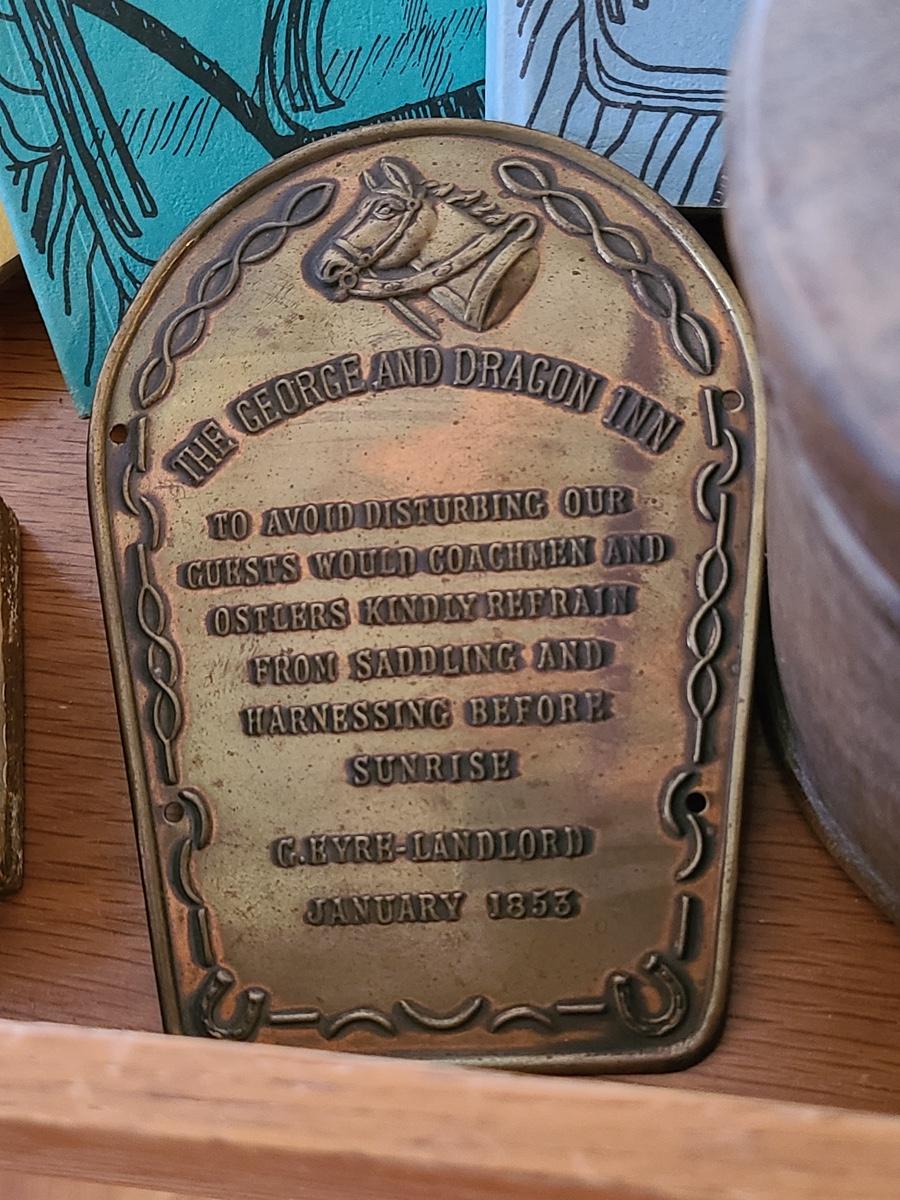 THE GEORGE AND DRAGON INN
TO AVOID DISTURBING OUR
GUESTS WOULD COACHMEN AND
OSTLERS KINDLY REFRAIN
FROM SADDLING AND
HARNESSING BEFORE
SUNRISE
G.EYRE-LANDLORD
JANUARY 1853